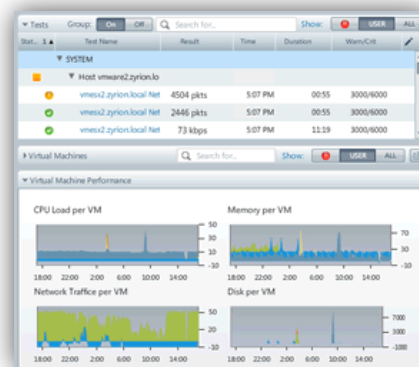 Tests Group: On Off Search for... Show: USER ALL
Stat... 1 Test Name Result Time Duration Warn/Crit
SYSTEM
Host vmware2.zyrion.lo
vmesx2.zyrion.local Net 4504 pkts 5:07 PM 00:55 3000/6000
vmesx2.zyrion.local Net 2446 pkts 5:07 PM 00:55 3000/6000
vmesx2.zyrion.local Net 73 kbps 5:07 PM 11:19 3000/6000
Virtual Machines Search for... Show: USER ALL
Virtual Machine Performance
CPU Load per VM Memory per VM
50 70
30 30
10 -10
18:00 22:00 2:00 6:00 10:00 14:00 18:00 22:00 2:00 6:00 10:00 14:00
Network Traffice per VM Disk per VM
50 7000
20 3000
-10 -1000
18:00 22:00 2:00 6:00 10:00 14:00 18:00 22:00 2:00 6:00 10:00 14:00